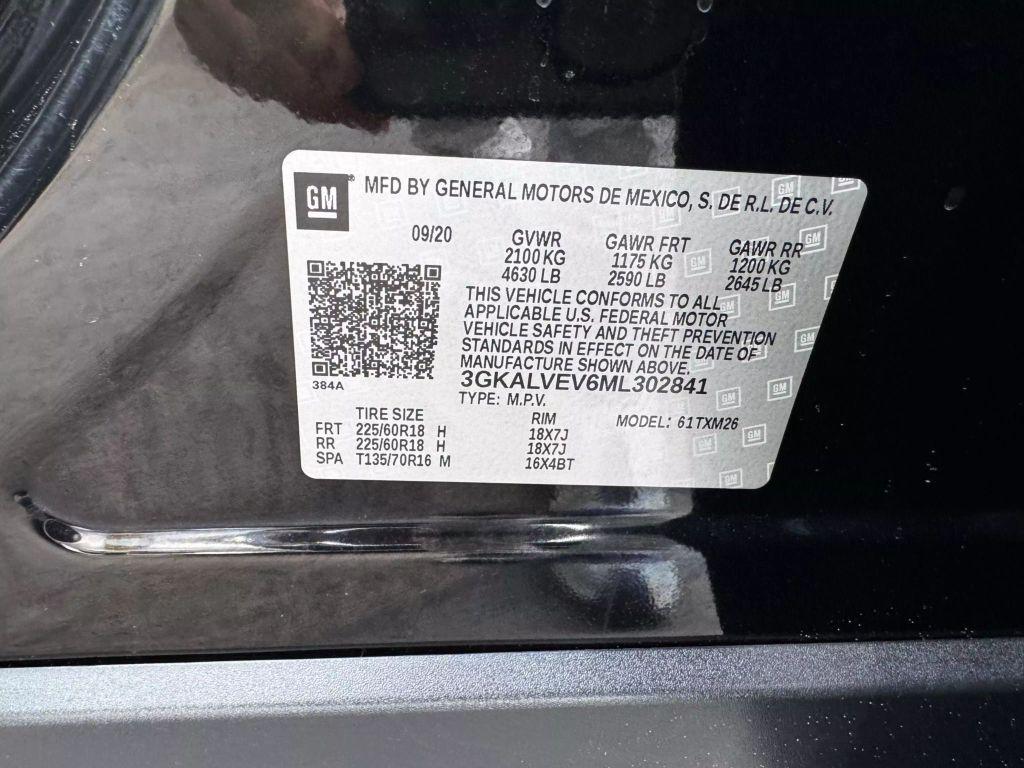 GM MFD BY GENERAL MOTORS DE MEXICO, S. DE R.L. DE C.V.
09/20 GVWR GAWR FRT GAWR RR
2100 KG 1175 KG 1200 KG
4630 LB 2590 LB 2645 LB
THIS VEHICLE CONFORMS TO ALL
APPLICABLE U.S. FEDERAL MOTOR
VEHICLE SAFETY AND THEFT PREVENTION
STANDARDS IN EFFECT ON THE DATE OF
MANUFACTURE SHOWN ABOVE.
384A 3GKALVEV6ML302841
TYPE: M.P.V.
TIRE SIZE RIM MODEL: 61TXM26
FRT 225/60R18 H 18X7J
RR 225/60R18 H 18X7J
SPA T135/70R16 M 16X4BT